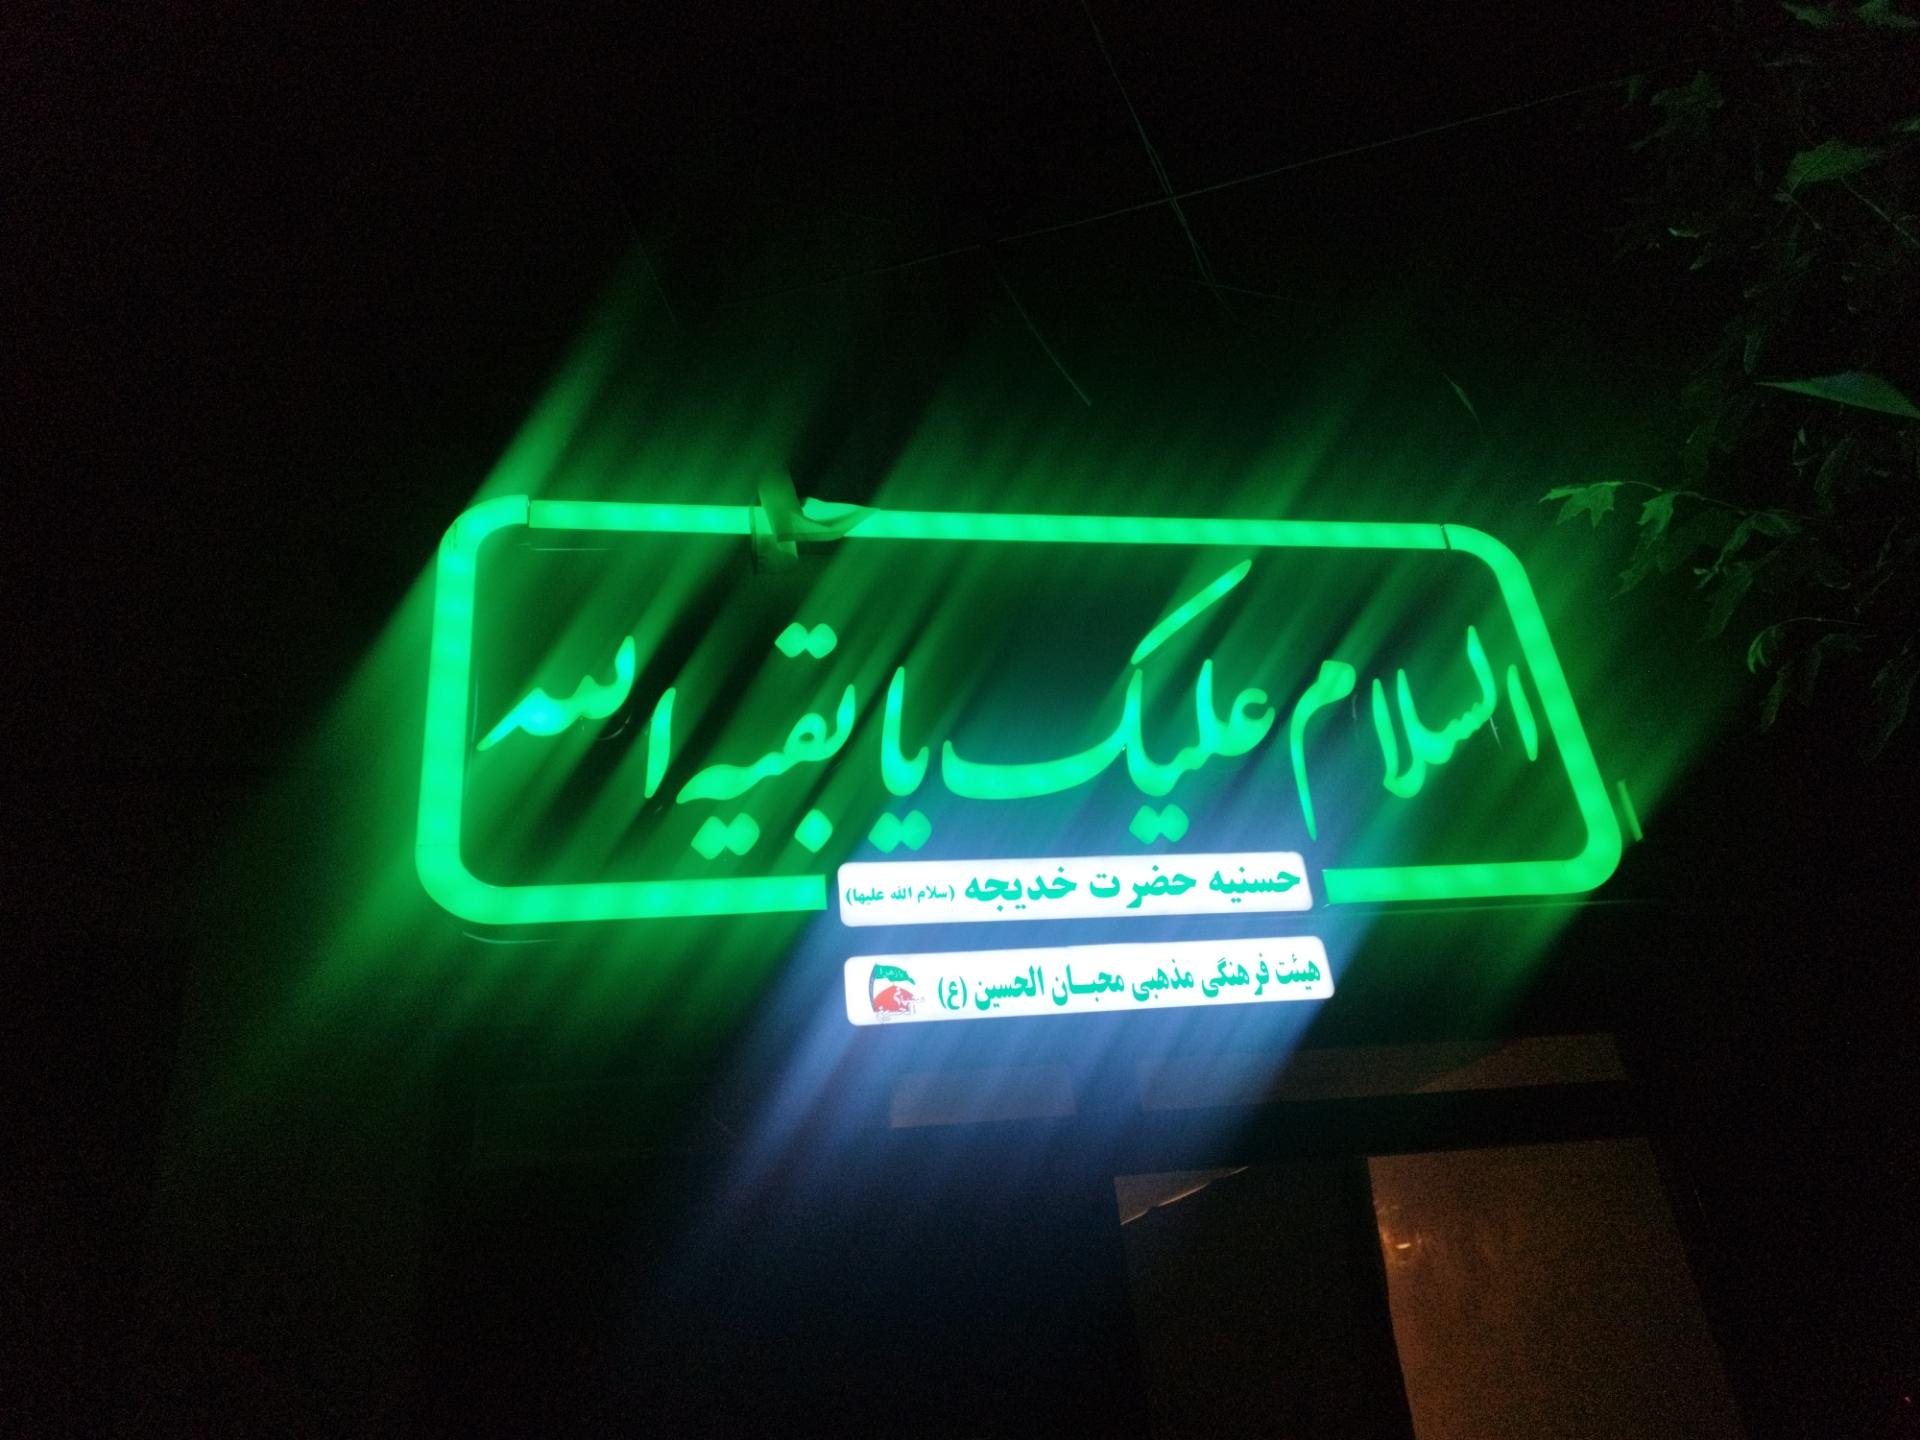 السلام علیک یا بقیه الله
حسنیه حضرت خدیجه (سلام الله علیها)
هیئت فرهنگی مذهبی محبان الحسین (ع)